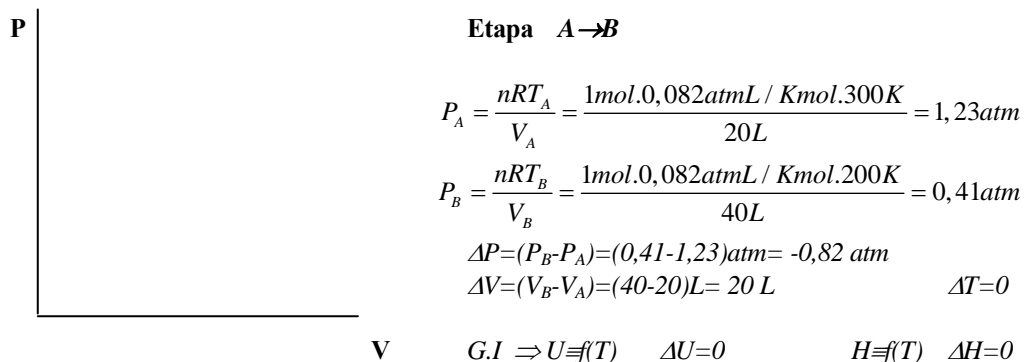 P
Etapa A→B
P_A = nRT_A / V_A = 1mol.0,082atmL / Kmol.300K / 20L = 1,23atm
P_B = nRT_B / V_B = 1mol.0,082atmL / Kmol.200K / 40L = 0,41atm
ΔP=(P_B-P_A)=(0,41-1,23)atm= -0,82 atm
ΔV=(V_B-V_A)=(40-20)L= 20 L ΔT=0
V G.I ⇒U≡f(T) ΔU=0 H≡f(T) ΔH=0